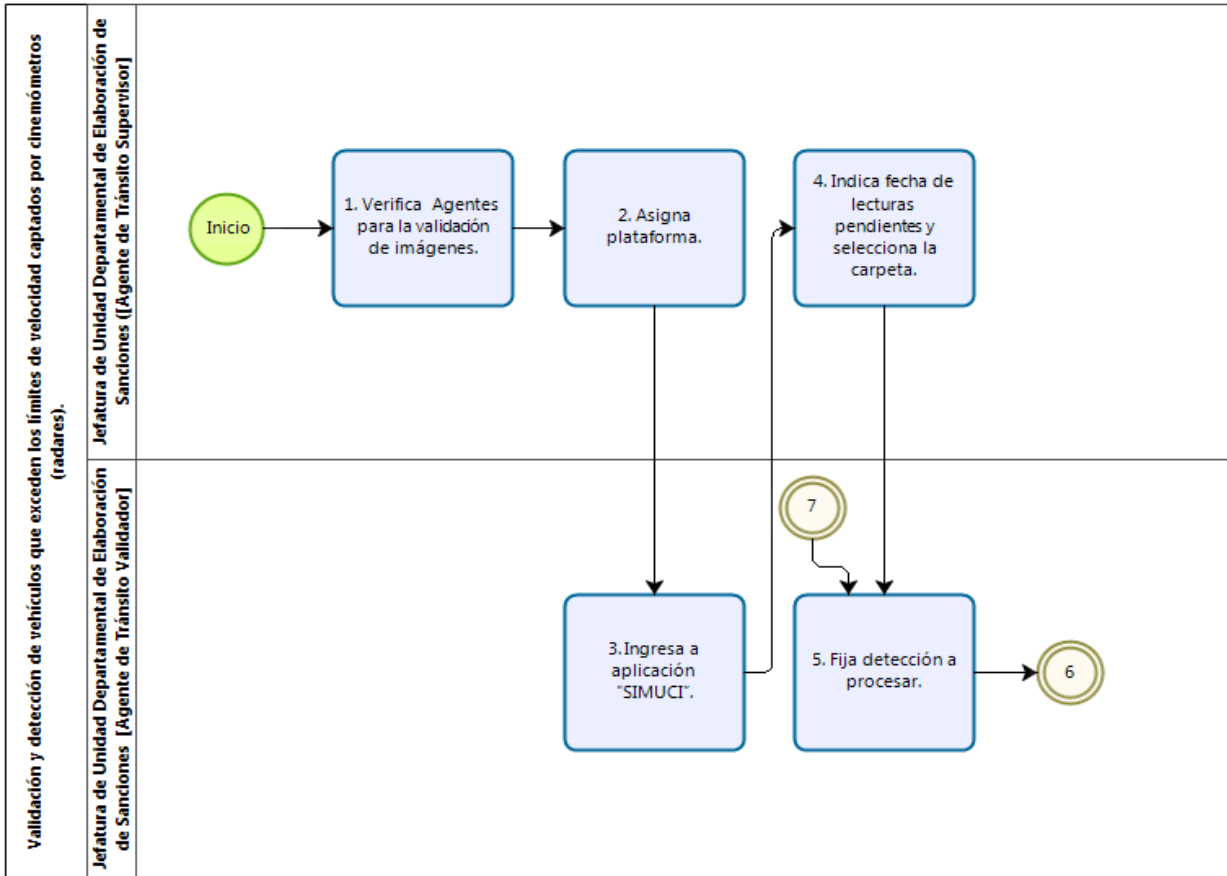 Validación y detección de vehículos que exceden los límites de velocidad captados por cinemómetros
(radares).
Jefatura de Unidad Departamental de Elaboración de
Sanciones ([Agente de Tránsito Supervisor]
Inicio
1. Verifica Agentes
para la validación
de imágenes.
2. Asigna
plataforma.
4. Indica fecha de
lecturas
pendientes y
selecciona la
carpeta.
Jefatura de Unidad Departamental de Elaboración
de Sanciones [Agente de Tránsito Validador]
7
3. Ingresa a
aplicación
“SIMUCI”.
5. Fija detección a
procesar.
6